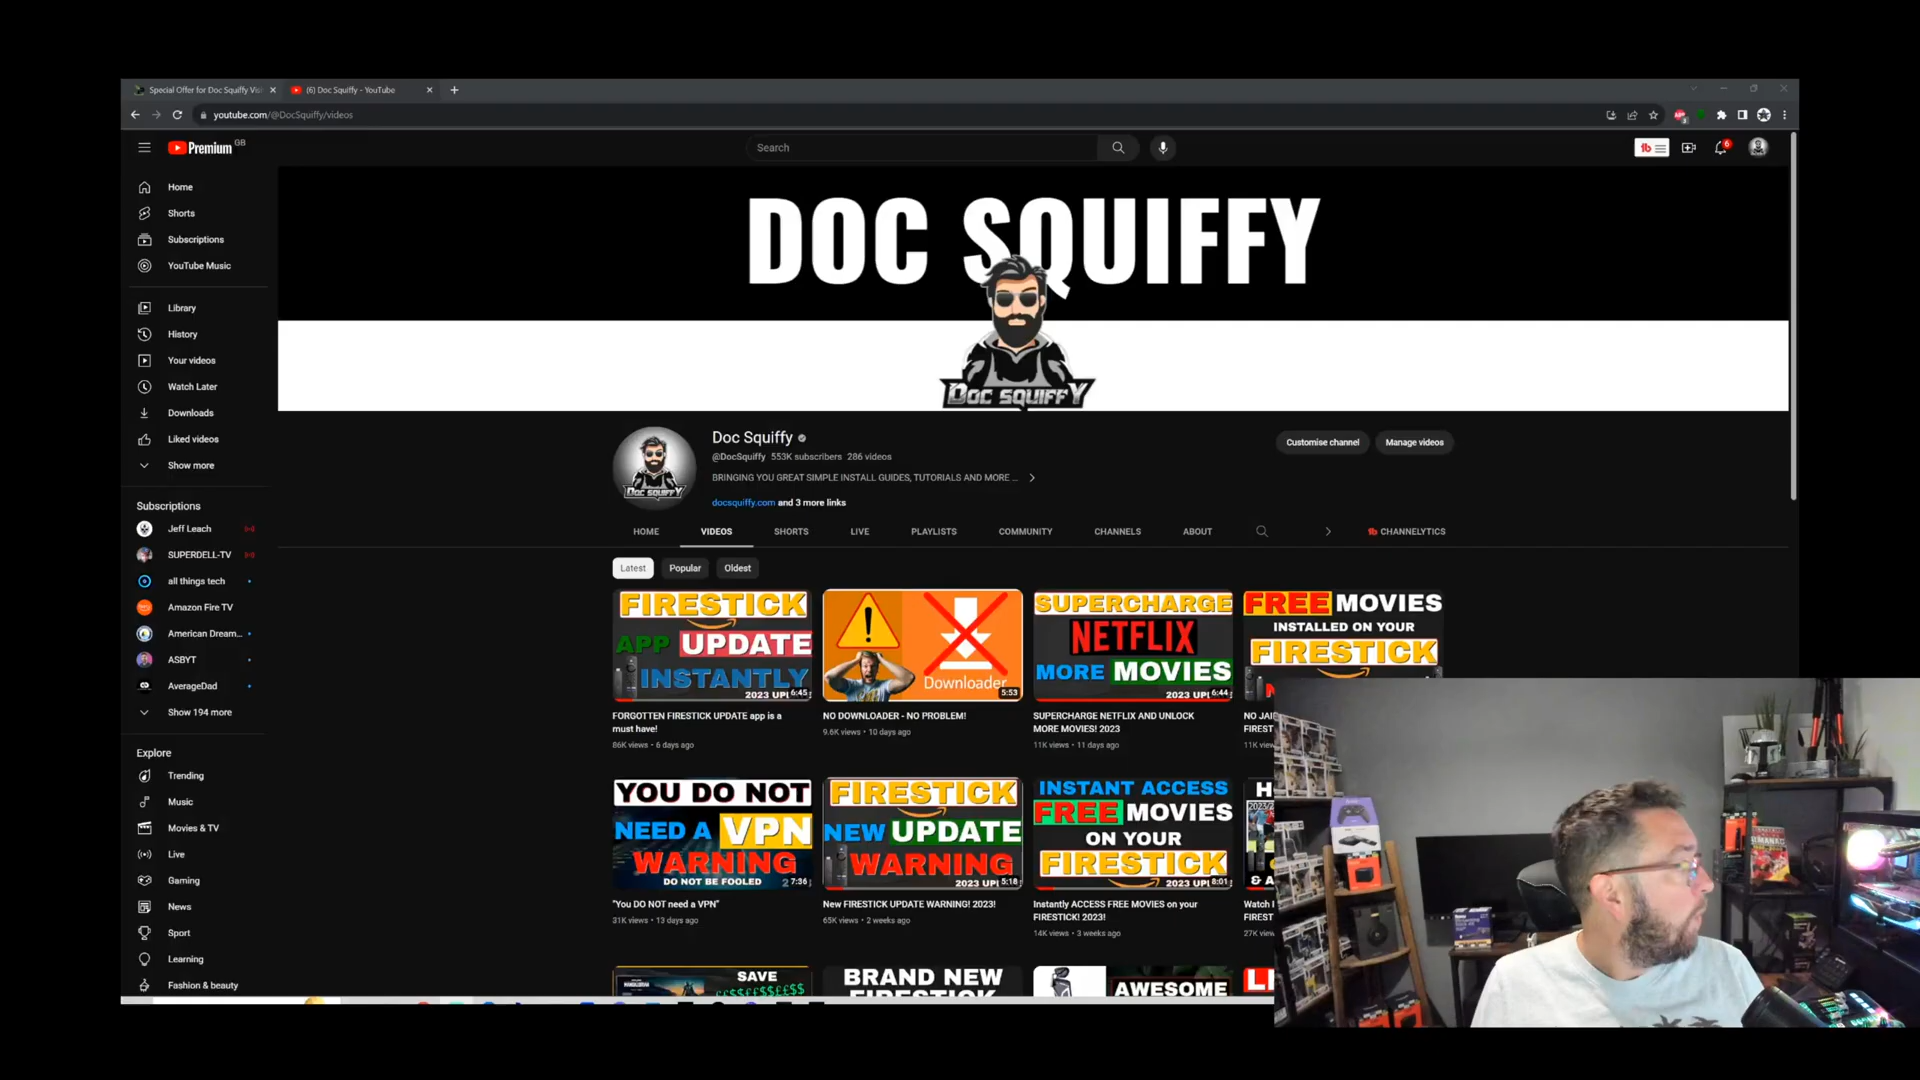 Special Offer for Doc Squiffy
(6) Doc Squiffy - YouTube
youtube.com/@DocSquiffy/videos
Premium GB
Search
6
Home
Shorts
Subscriptions
YouTube Music
Library
History
Your videos
Watch Later
Downloads
Liked videos
Show more
Subscriptions
Jeff Leach
SUPERDELL-TV
all things tech
Amazon Fire TV
American Dream...
ASBYT
AverageDad
Show 194 more
Explore
Trending
Music
Movies & TV
Live
Gaming
News
Sport
Learning
Fashion & beauty
DOC SQUIFFY
DOC SQUIFFY
DOC SQUIFFY
Doc Squiffy
@DocSquiffy 553K subscribers 286 videos
BRINGING YOU GREAT SIMPLE INSTALL GUIDES, TUTORIALS AND MORE ...
docsquiffy.com and 3 more links
Customise channel
Manage videos
HOME
VIDEOS
SHORTS
LIVE
PLAYLISTS
COMMUNITY
CHANNELS
ABOUT
CHANNELYTICS
Latest
Popular
Oldest
FIRESTICK
APP UPDATE
INSTANTLY
2023 UP
6:45
FORGOTTEN FIRESTICK UPDATE app is a
must have!
86K views • 6 days ago
Downloader
5:53
NO DOWNLOADER - NO PROBLEM!
9.6K views • 10 days ago
SUPERCHARGE
NETFLIX
MORE MOVIES
2023 UP
6:44
SUPERCHARGE NETFLIX AND UNLOCK
MORE MOVIES! 2023
11K views • 11 days ago
FREE MOVIES
INSTALLED ON YOUR
FIRESTICK
NO JAI
FIREST
11K
YOU DO NOT
NEED A VPN
WARNING
DO NOT BE FOOLED
7:36
"You DO NOT need a VPN"
31K views • 13 days ago
FIRESTICK
NEW UPDATE
WARNING
2023 UP
5:18
New FIRESTICK UPDATE WARNING! 2023!
65K views • 2 weeks ago
INSTANT ACCESS
FREE MOVIES
ON YOUR
FIRESTICK
2023 UP
8:01
Instantly ACCESS FREE MOVIES on your
FIRESTICK! 2023!
14K views • 3 weeks ago
H
& A
Watch
FIREST
27K
SAVE
££$££$££$$
BRAND NEW
FIRESTICK
AWESOME